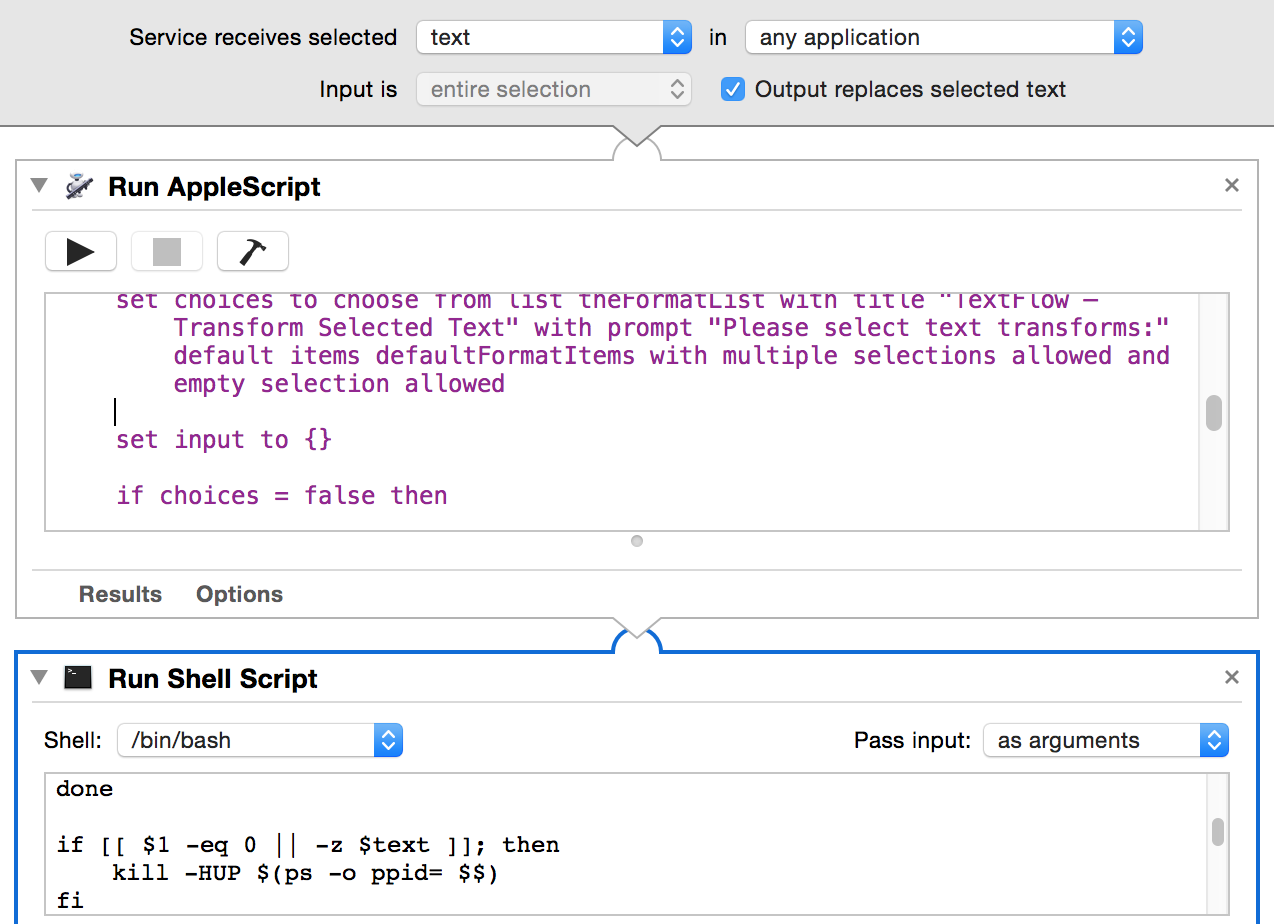 Service receives selected text in any application
Input is entire selection Output replaces selected text
Run AppleScript
set choices to choose from list theFormatList with title "TextFlow —
Transform Selected Text" with prompt "Please select text transforms:"
default items defaultFormatItems with multiple selections allowed and
empty selection allowed
set input to {}
if choices = false then
Results Options
Run Shell Script
Shell: /bin/bash Pass input: as arguments
done
if [[ $1 -eq 0 || -z $text ]]; then
kill -HUP $(ps -o ppid= $$)
fi